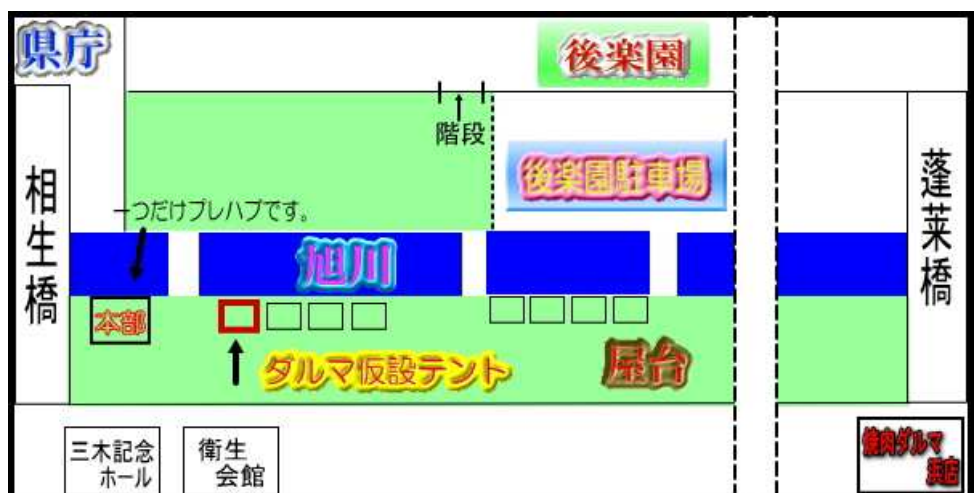 県庁
後楽園
階段
後楽園駐車場
相生橋
蓬莱橋
一つだけプレハブです。
旭川
本部
ダルマ仮設テント
屋台
三木記念
ホール
衛生
会館
焼肉ダルマ
浜店